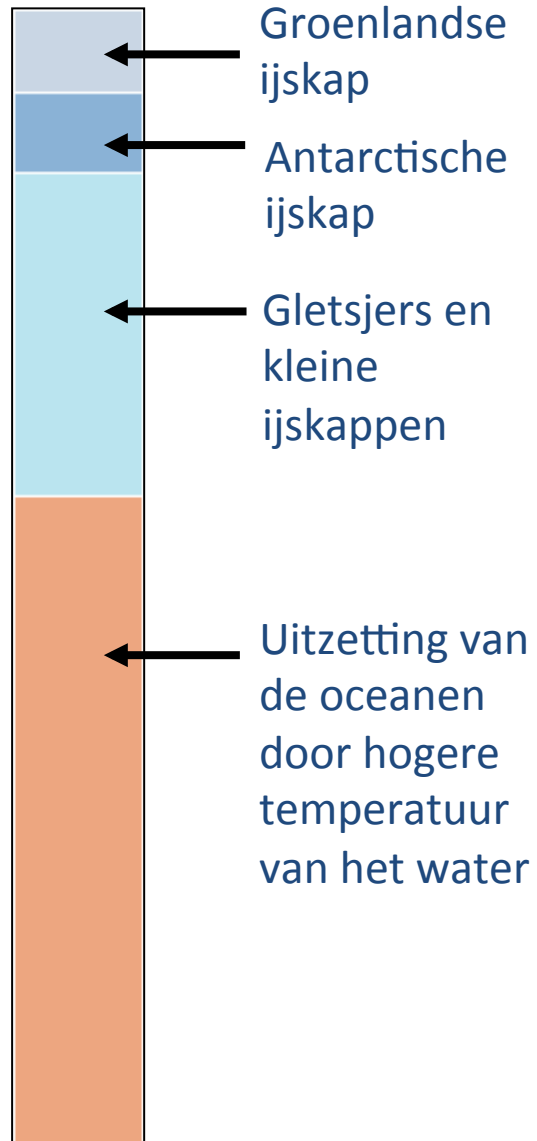 Groenlandse
ijskap
Antarctische
ijskap
Gletsjers en
kleine
ijskappen
Uitzetting van
de oceanen
door hogere
temperatuur
van het water